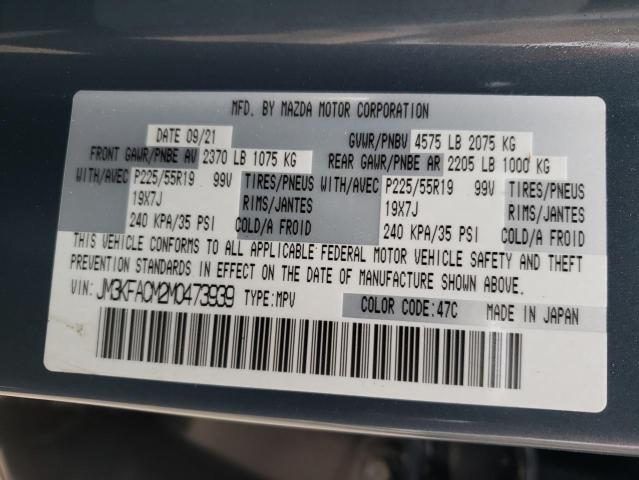 MFD. BY MAZDA MOTOR CORPORATION
DATE 09/21 GVWR/PNBV 4575 LB 2075 KG
FRONT GAWR/PNBE AV 2370 LB 1075 KG REAR GAWR/PNBE AR 2205 LB 1000 KG
WITH/AVEC P225/55R19 99V TIRES/PNEUS WITH/AVEC P225/55R19 99V TIRES/PNEUS
19X7J RIMS/JANTES 19X7J RIMS/JANTES
240 KPA/35 PSI COLD/A FROID 240 KPA/35 PSI COLD/A FROID
THIS VEHICLE CONFORMS TO ALL APPLICABLE FEDERAL MOTOR VEHICLE SAFETY AND THEFT
PREVENTION STANDARDS IN EFFECT ON THE DATE OF MANUFACTURE SHOWN ABOVE.
VIN: JM3KFACM2M0473939 TYPE:MPV COLOR CODE:47C MADE IN JAPAN